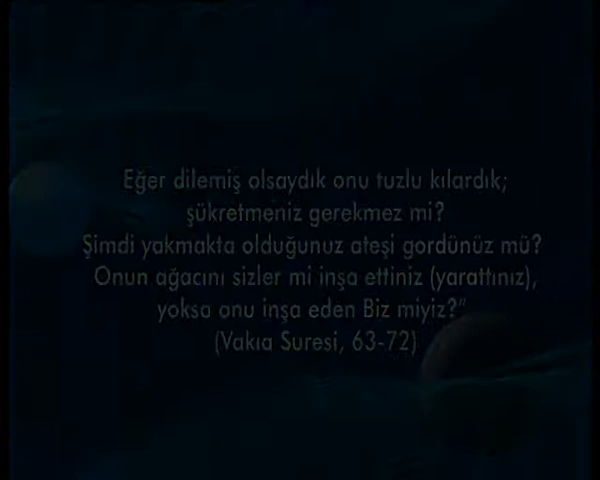 Eğer dilemiş olsaydık onu tuzlu kılardık;
şükretmeniz gerekmez mi?
Şimdi yakmakta olduğunuz ateşi gordünüz mü?
Onun ağacını sizler mi inşa ettiniz (yarattınız),
yoksa onu inşa eden Biz miyiz?"
(Vakıa Suresi, 63-72)